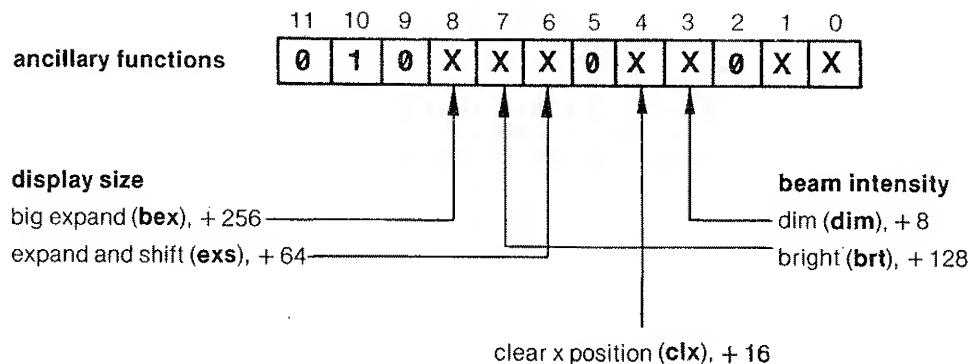 11 10 9 8 7 6 5 4 3 2 1 0
ancillary functions 0 1 0 X X X 0 X X 0 X X
display size
big expand (bex), + 256
expand and shift (exs), + 64
beam intensity
dim (dim), + 8
bright (brt), + 128
clear x position (clx), + 16